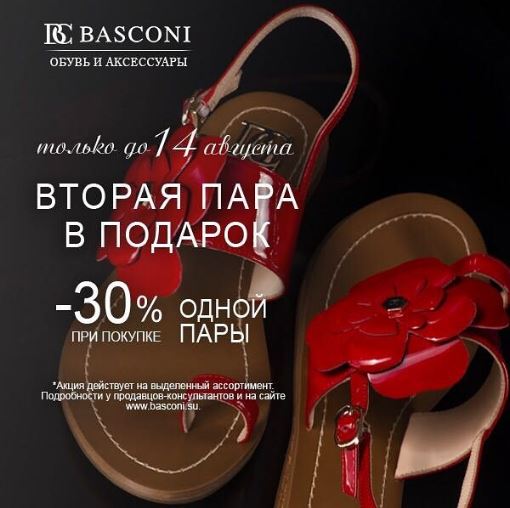 BC BASCONI
ОБУВЬ И АКСЕССУАРЫ
только до 14 августа
ВТОРАЯ ПАРА
В ПОДАРОК
-30% ОДНОЙ
ПРИ ПОКУПКЕ ПАРЫ
*Акция действует на выделенный ассортимент.
Подробности у продавцов-консультантов и на сайте
www.basconi.su.